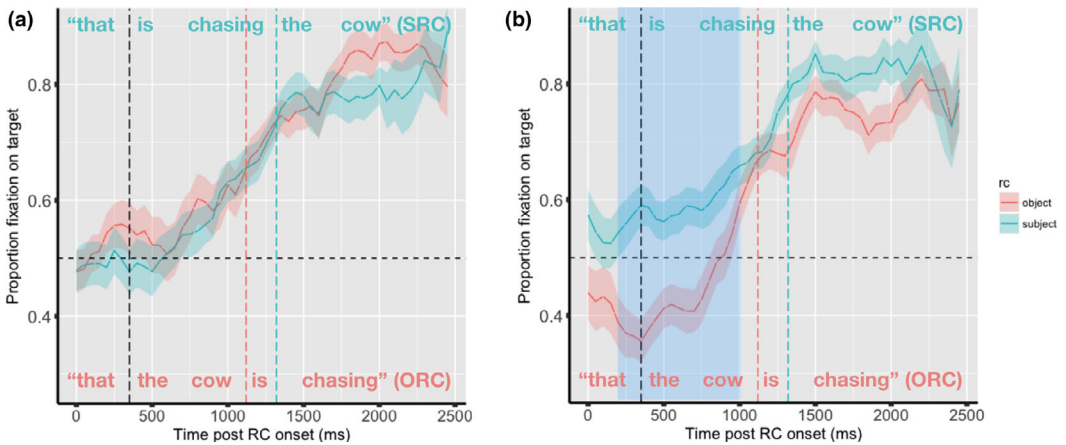 (a) “that is chasing the cow” (SRC)
Proportion fixation on target
0.8
0.6
0.4
“that the cow is chasing” (ORC)
0 500 1000 1500 2000 2500
Time post RC onset (ms)
(b) “that is chasing the cow” (SRC)
Proportion fixation on target
0.8
0.6
0.4
“that the cow is chasing” (ORC)
0 500 1000 1500 2000 2500
Time post RC onset (ms)
rc
object
subject